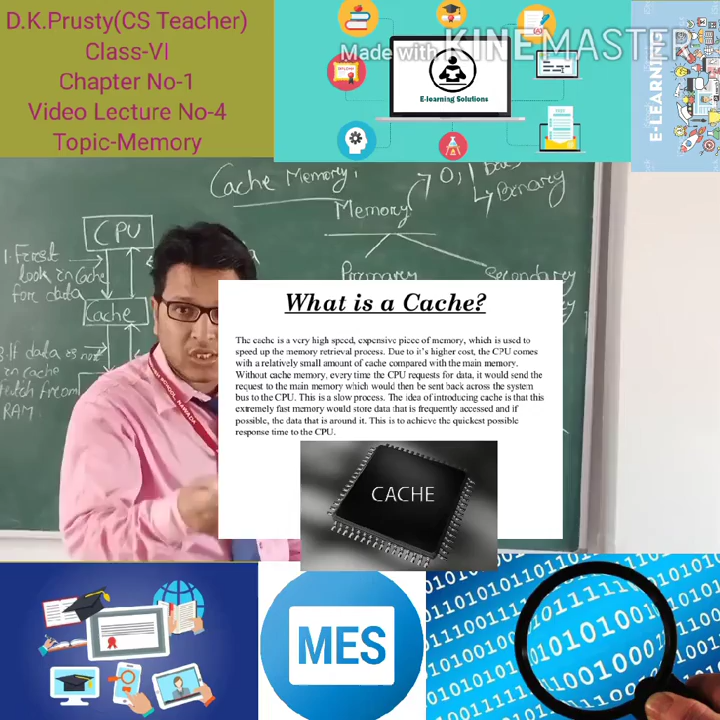 D.K.Prusty(CS Teacher)
Class-VI
Chapter No-1
Video Lecture No-4
Topic-Memory
Made with KINEMASTER
E-learning Solutions
E-LEARNING
Cache Memory,
0,
Binary
Memory
CPU
Primary
Secondary
1. First
look in Cache
for data
Cache
If data is not
in cache
fetch from
RAM.
What is a Cache?
The cache is a very high speed, expensive piece of memory, which is used to
speed up the memory retrieval process. Due to it's higher cost, the CPU comes
with a relatively small amount of cache compared with the main memory.
Without cache memory, every time the CPU requests for data, it would send the
request to the main memory which would then be sent back across the system
bus to the CPU. This is a slow process. The idea of introducing cache is that this
extremely fast memory would store data that is frequently accessed and if
possible, the data that is around it. This is to achieve the quickest possible
response time to the CPU.
CACHE
MES